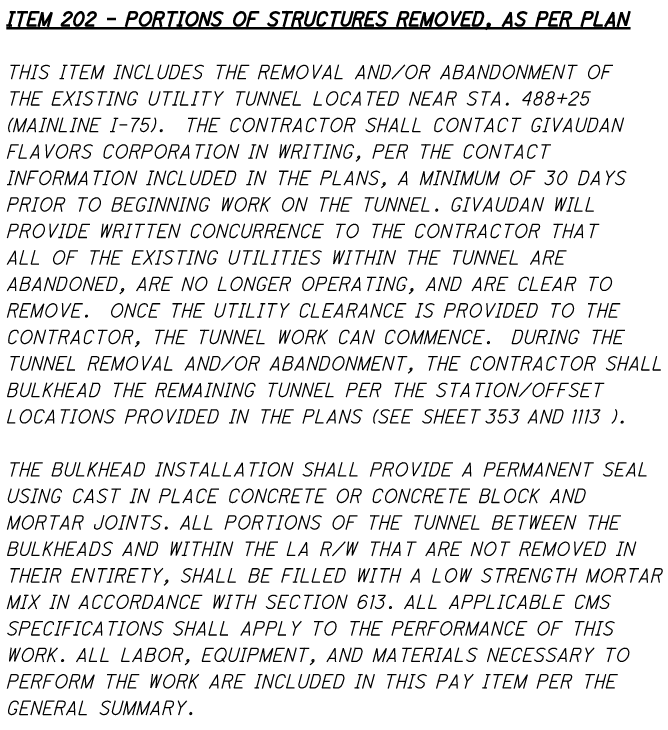 ITEM 202 - PORTIONS OF STRUCTURES REMOVED, AS PER PLAN
THIS ITEM INCLUDES THE REMOVAL AND/OR ABANDONMENT OF
THE EXISTING UTILITY TUNNEL LOCATED NEAR STA. 488+25
(MAINLINE I-75). THE CONTRACTOR SHALL CONTACT GIVAUDAN
FLAVORS CORPORATION IN WRITING, PER THE CONTACT
INFORMATION INCLUDED IN THE PLANS, A MINIMUM OF 30 DAYS
PRIOR TO BEGINNING WORK ON THE TUNNEL. GIVAUDAN WILL
PROVIDE WRITTEN CONCURRENCE TO THE CONTRACTOR THAT
ALL OF THE EXISTING UTILITIES WITHIN THE TUNNEL ARE
ABANDONED, ARE NO LONGER OPERATING, AND ARE CLEAR TO
REMOVE. ONCE THE UTILITY CLEARANCE IS PROVIDED TO THE
CONTRACTOR, THE TUNNEL WORK CAN COMMENCE. DURING THE
TUNNEL REMOVAL AND/OR ABANDONMENT, THE CONTRACTOR SHALL
BULKHEAD THE REMAINING TUNNEL PER THE STATION/OFFSET
LOCATIONS PROVIDED IN THE PLANS (SEE SHEET 353 AND 1113 ).
THE BULKHEAD INSTALLATION SHALL PROVIDE A PERMANENT SEAL
USING CAST IN PLACE CONCRETE OR CONCRETE BLOCK AND
MORTAR JOINTS. ALL PORTIONS OF THE TUNNEL BETWEEN THE
BULKHEADS AND WITHIN THE LA R/W THAT ARE NOT REMOVED IN
THEIR ENTIRETY, SHALL BE FILLED WITH A LOW STRENGTH MORTAR
MIX IN ACCORDANCE WITH SECTION 613. ALL APPLICABLE CMS
SPECIFICATIONS SHALL APPLY TO THE PERFORMANCE OF THIS
WORK. ALL LABOR, EQUIPMENT, AND MATERIALS NECESSARY TO
PERFORM THE WORK ARE INCLUDED IN THIS PAY ITEM PER THE
GENERAL SUMMARY.